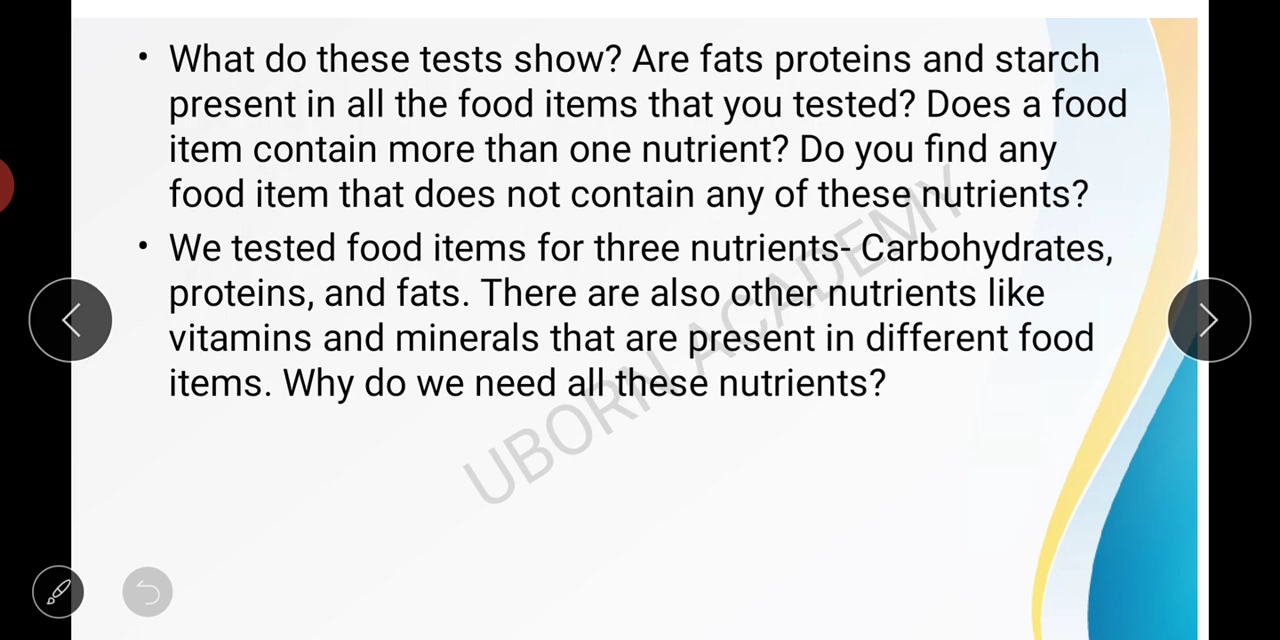 • What do these tests show? Are fats proteins and starch
present in all the food items that you tested? Does a food
item contain more than one nutrient? Do you find any
food item that does not contain any of these nutrients?
• We tested food items for three nutrients- Carbohydrates,
proteins, and fats. There are also other nutrients like
vitamins and minerals that are present in different food
items. Why do we need all these nutrients?
UBORN ACADEMY